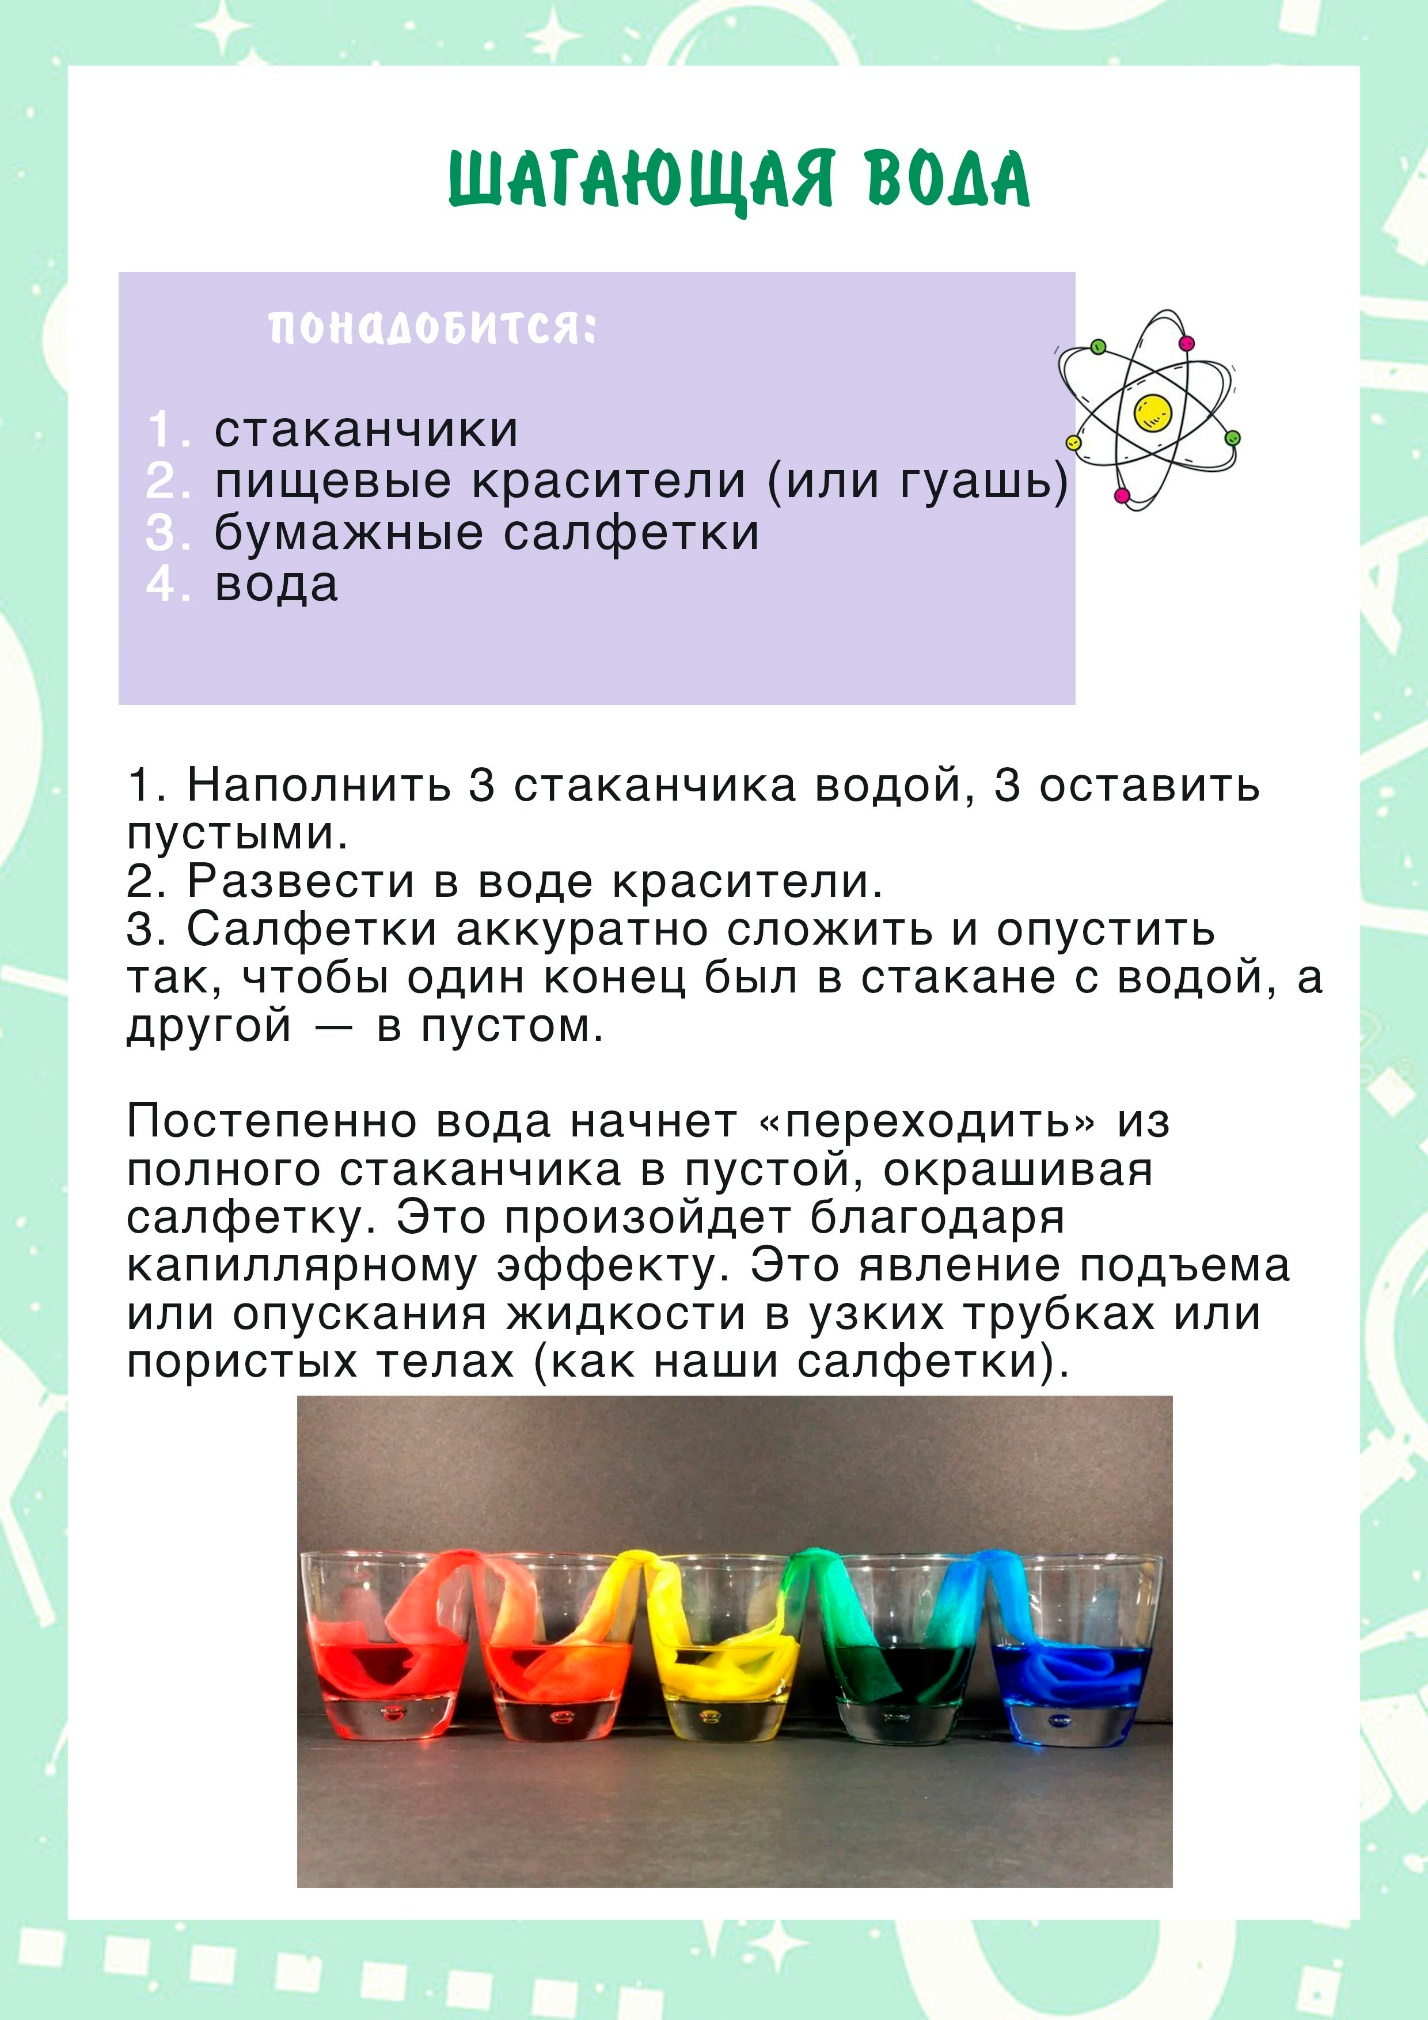 ШАГАЮЩАЯ ВОДА
понадобится:
1. стаканчики
2. пищевые красители (или гуашь)
3. бумажные салфетки
4. вода
1. Наполнить 3 стаканчика водой, 3 оставить
пустыми.
2. Развести в воде красители.
3. Салфетки аккуратно сложить и опустить
так, чтобы один конец был в стакане с водой, а
другой — в пустом.
Постепенно вода начнет «переходить» из
полного стаканчика в пустой, окрашивая
салфетку. Это произойдет благодаря
капиллярному эффекту. Это явление подъема
или опускания жидкости в узких трубках или
пористых телах (как наши салфетки).